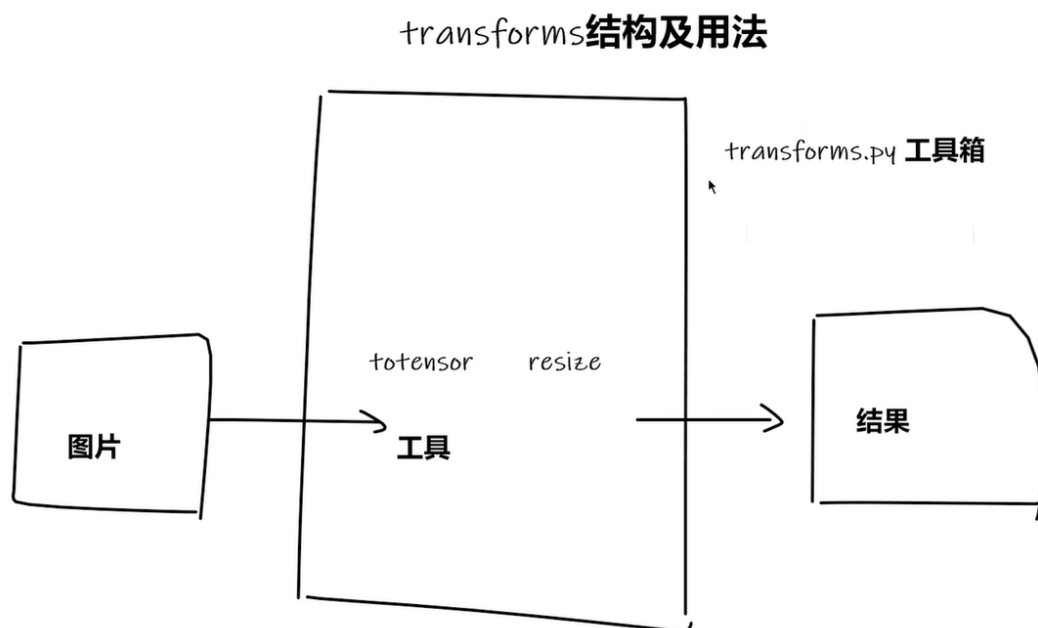 transforms结构及用法
transforms.py 工具箱
totensor resize
图片
工具
结果